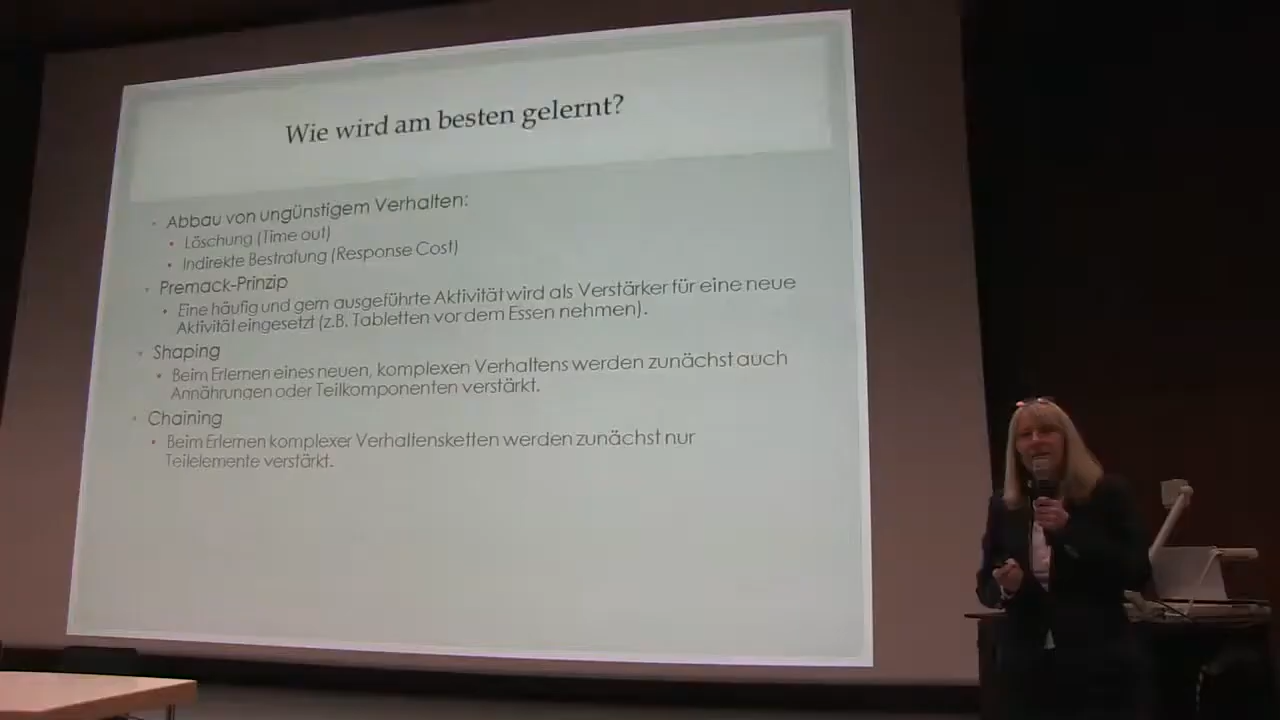 Wie wird am besten gelernt?
Abbau von ungünstigem Verhalten:
Löschung (Time out)
Indirekte Bestrafung (Response Cost)
Premack-Prinzip
Eine häufig und gern ausgeführte Aktivität wird als Verstärker für eine neue
Aktivität eingesetzt (z.B. Tabletten vor dem Essen nehmen).
Shaping
Beim Erlernen eines neuen, komplexen Verhaltens werden zunächst auch
Annährungen oder Teilkomponenten verstärkt.
Chaining
Beim Erlernen komplexer Verhaltensketten werden zunächst nur
Teilelemente verstärkt.